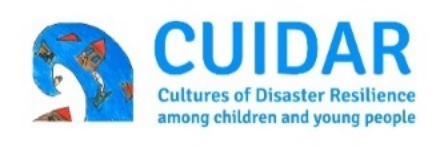 CUIDAR
Cultures of Disaster Resilience
among children and young people